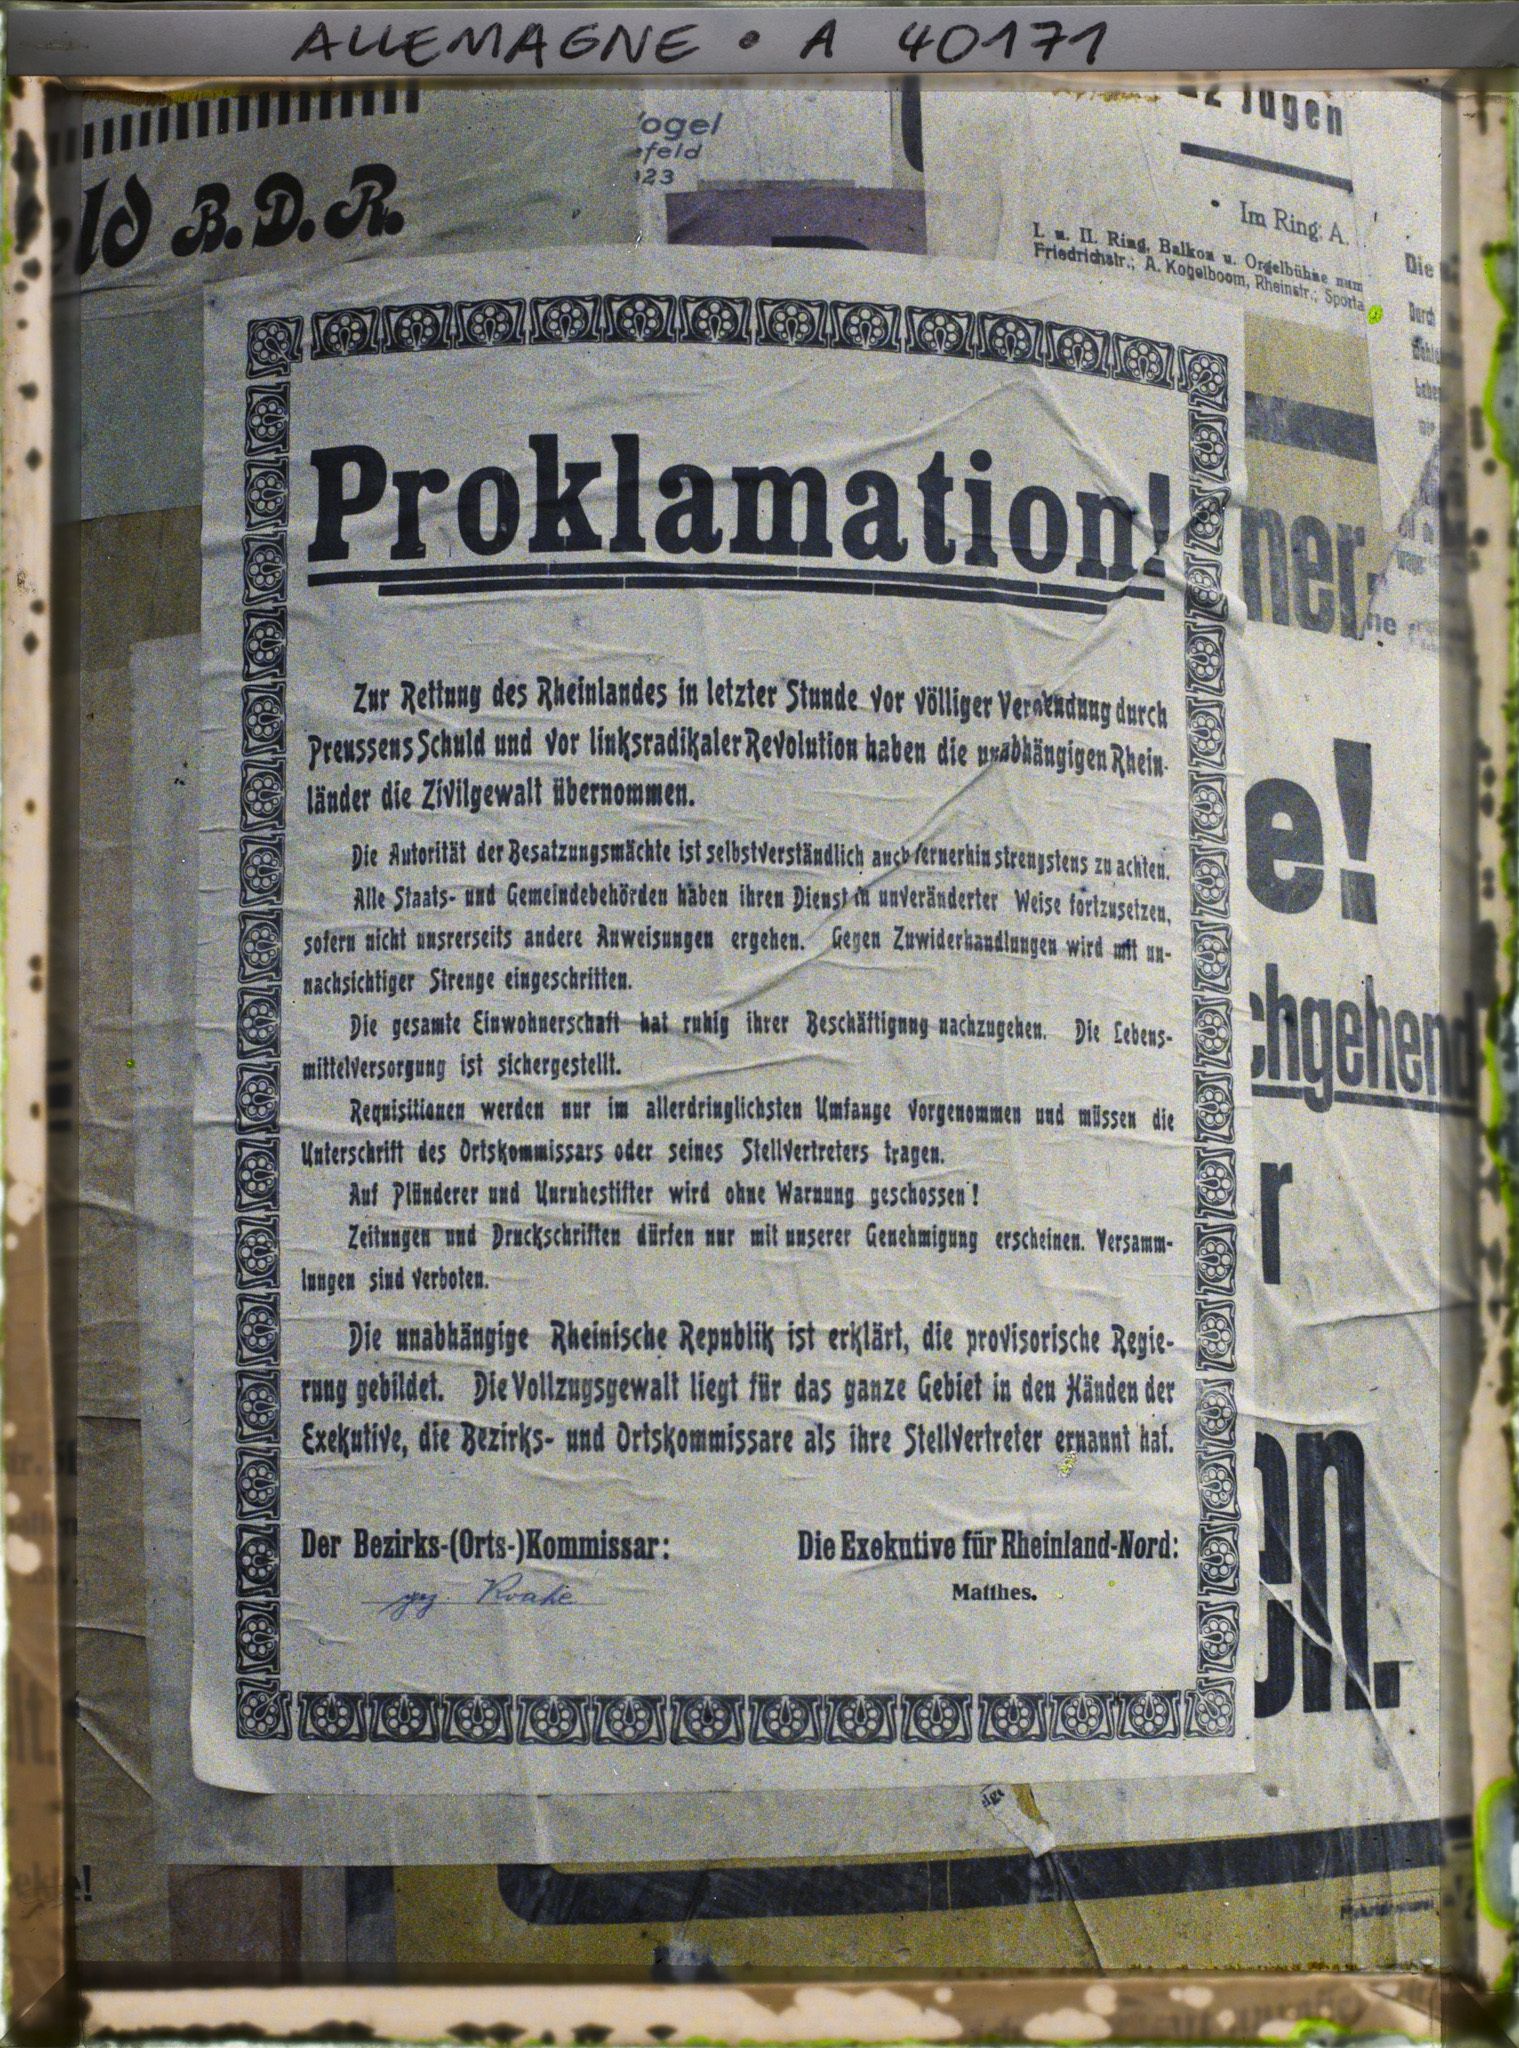 ALLEMAGNE • A 40171
B.D.R.
ogel
feld
Jugen
Im Ring: A.
I. u. II. Ring, Balkon u. Orgelbühne num
Friedrichstr.; A. Kogelboom, Rheinstr.; Sporta
Die
Durch
Proklamation!
Zur Rettung des Rheinlandes in letzter Stunde vor völliger Verelendung durch
Preussens Schuld und vor linksradikaler Revolution haben die unabhängigen Rhein-
länder die Zivilgewalt übernommen.
Die Autorität der Besatzungsmächte ist selbstverständlich auch fernerhin strengstens zu achten.
Alle Staats- und Gemeindebehörden haben ihren Dienst in unveränderter Weise fortzusetzen,
sofern nicht unsrerseits andere Anweisungen ergehen. Gegen Zuwiderhandlungen wird mit un-
nachsichtiger Strenge eingeschritten.
Die gesamte Einwohnerschaft hat ruhig ihrer Beschäftigung nachzugehen. Die Lebens-
mittelversorgung ist sichergestellt.
Requisitionen werden nur im allerdringlichsten Umfange vorgenommen und müssen die
Unterschrift des Ortskommissars oder seines Stellvertreters tragen.
Auf Plünderer und Unruhestifter wird ohne Warnung geschossen!
Zeitungen und Druckschriften dürfen nur mit unserer Genehmigung erscheinen. Versamm-
lungen sind verboten.
Die unabhängige Rheinische Republik ist erklärt, die provisorische Regie-
rung gebildet. Die Vollzugsgewalt liegt für das ganze Gebiet in den Händen der
Exekutive, die Bezirks- und Ortskommissare als ihre Stellvertreter ernannt hat.
Der Bezirks-(Orts-)Kommissar: Die Exekutive für Rheinland-Nord:
gez. Matthes.
ner
e!
chgehend
r
en.